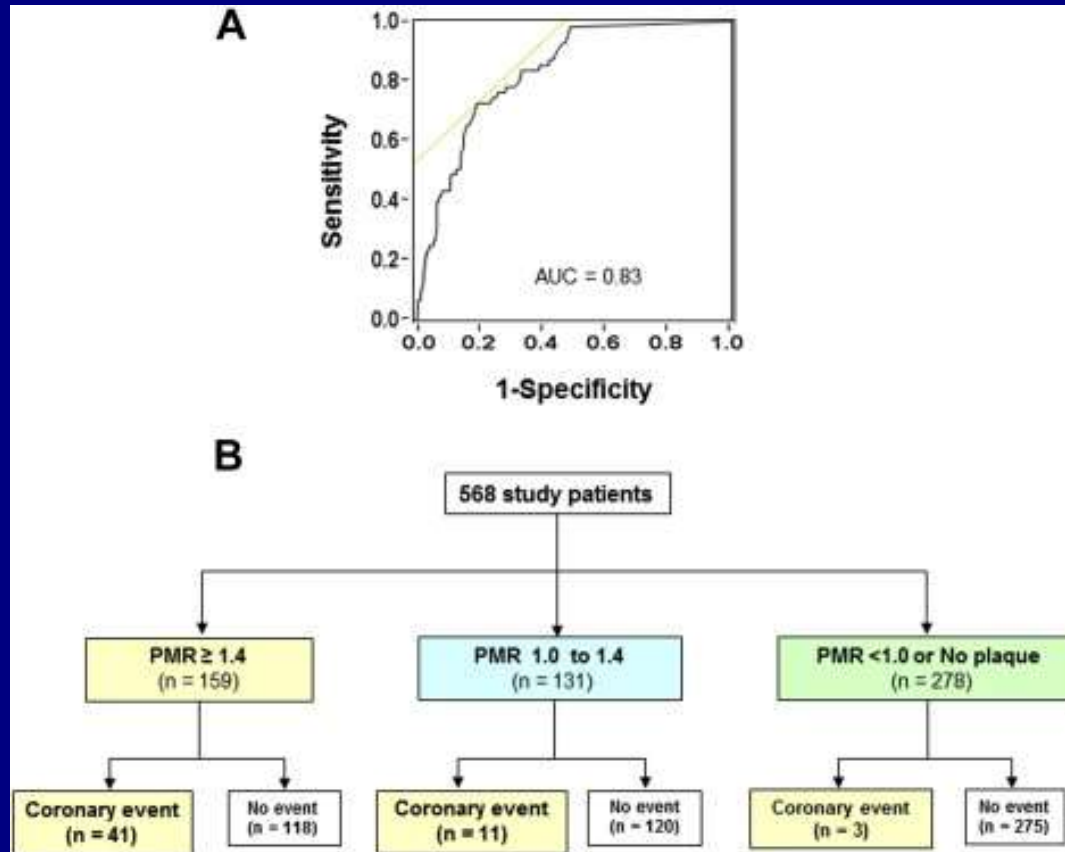 A
1.0
0.8
0.6
0.4
0.2
0.0
Sensitivity
AUC = 0.83
0.0 0.2 0.4 0.6 0.8 1.0
1-Specificity
B
568 study patients
PMR ≥ 1.4
(n = 159)
PMR 1.0 to 1.4
(n = 131)
PMR <1.0 or No plaque
(n = 278)
Coronary event
(n = 41)
No event
(n = 118)
Coronary event
(n = 11)
No event
(n = 120)
Coronary event
(n = 3)
No event
(n = 275)